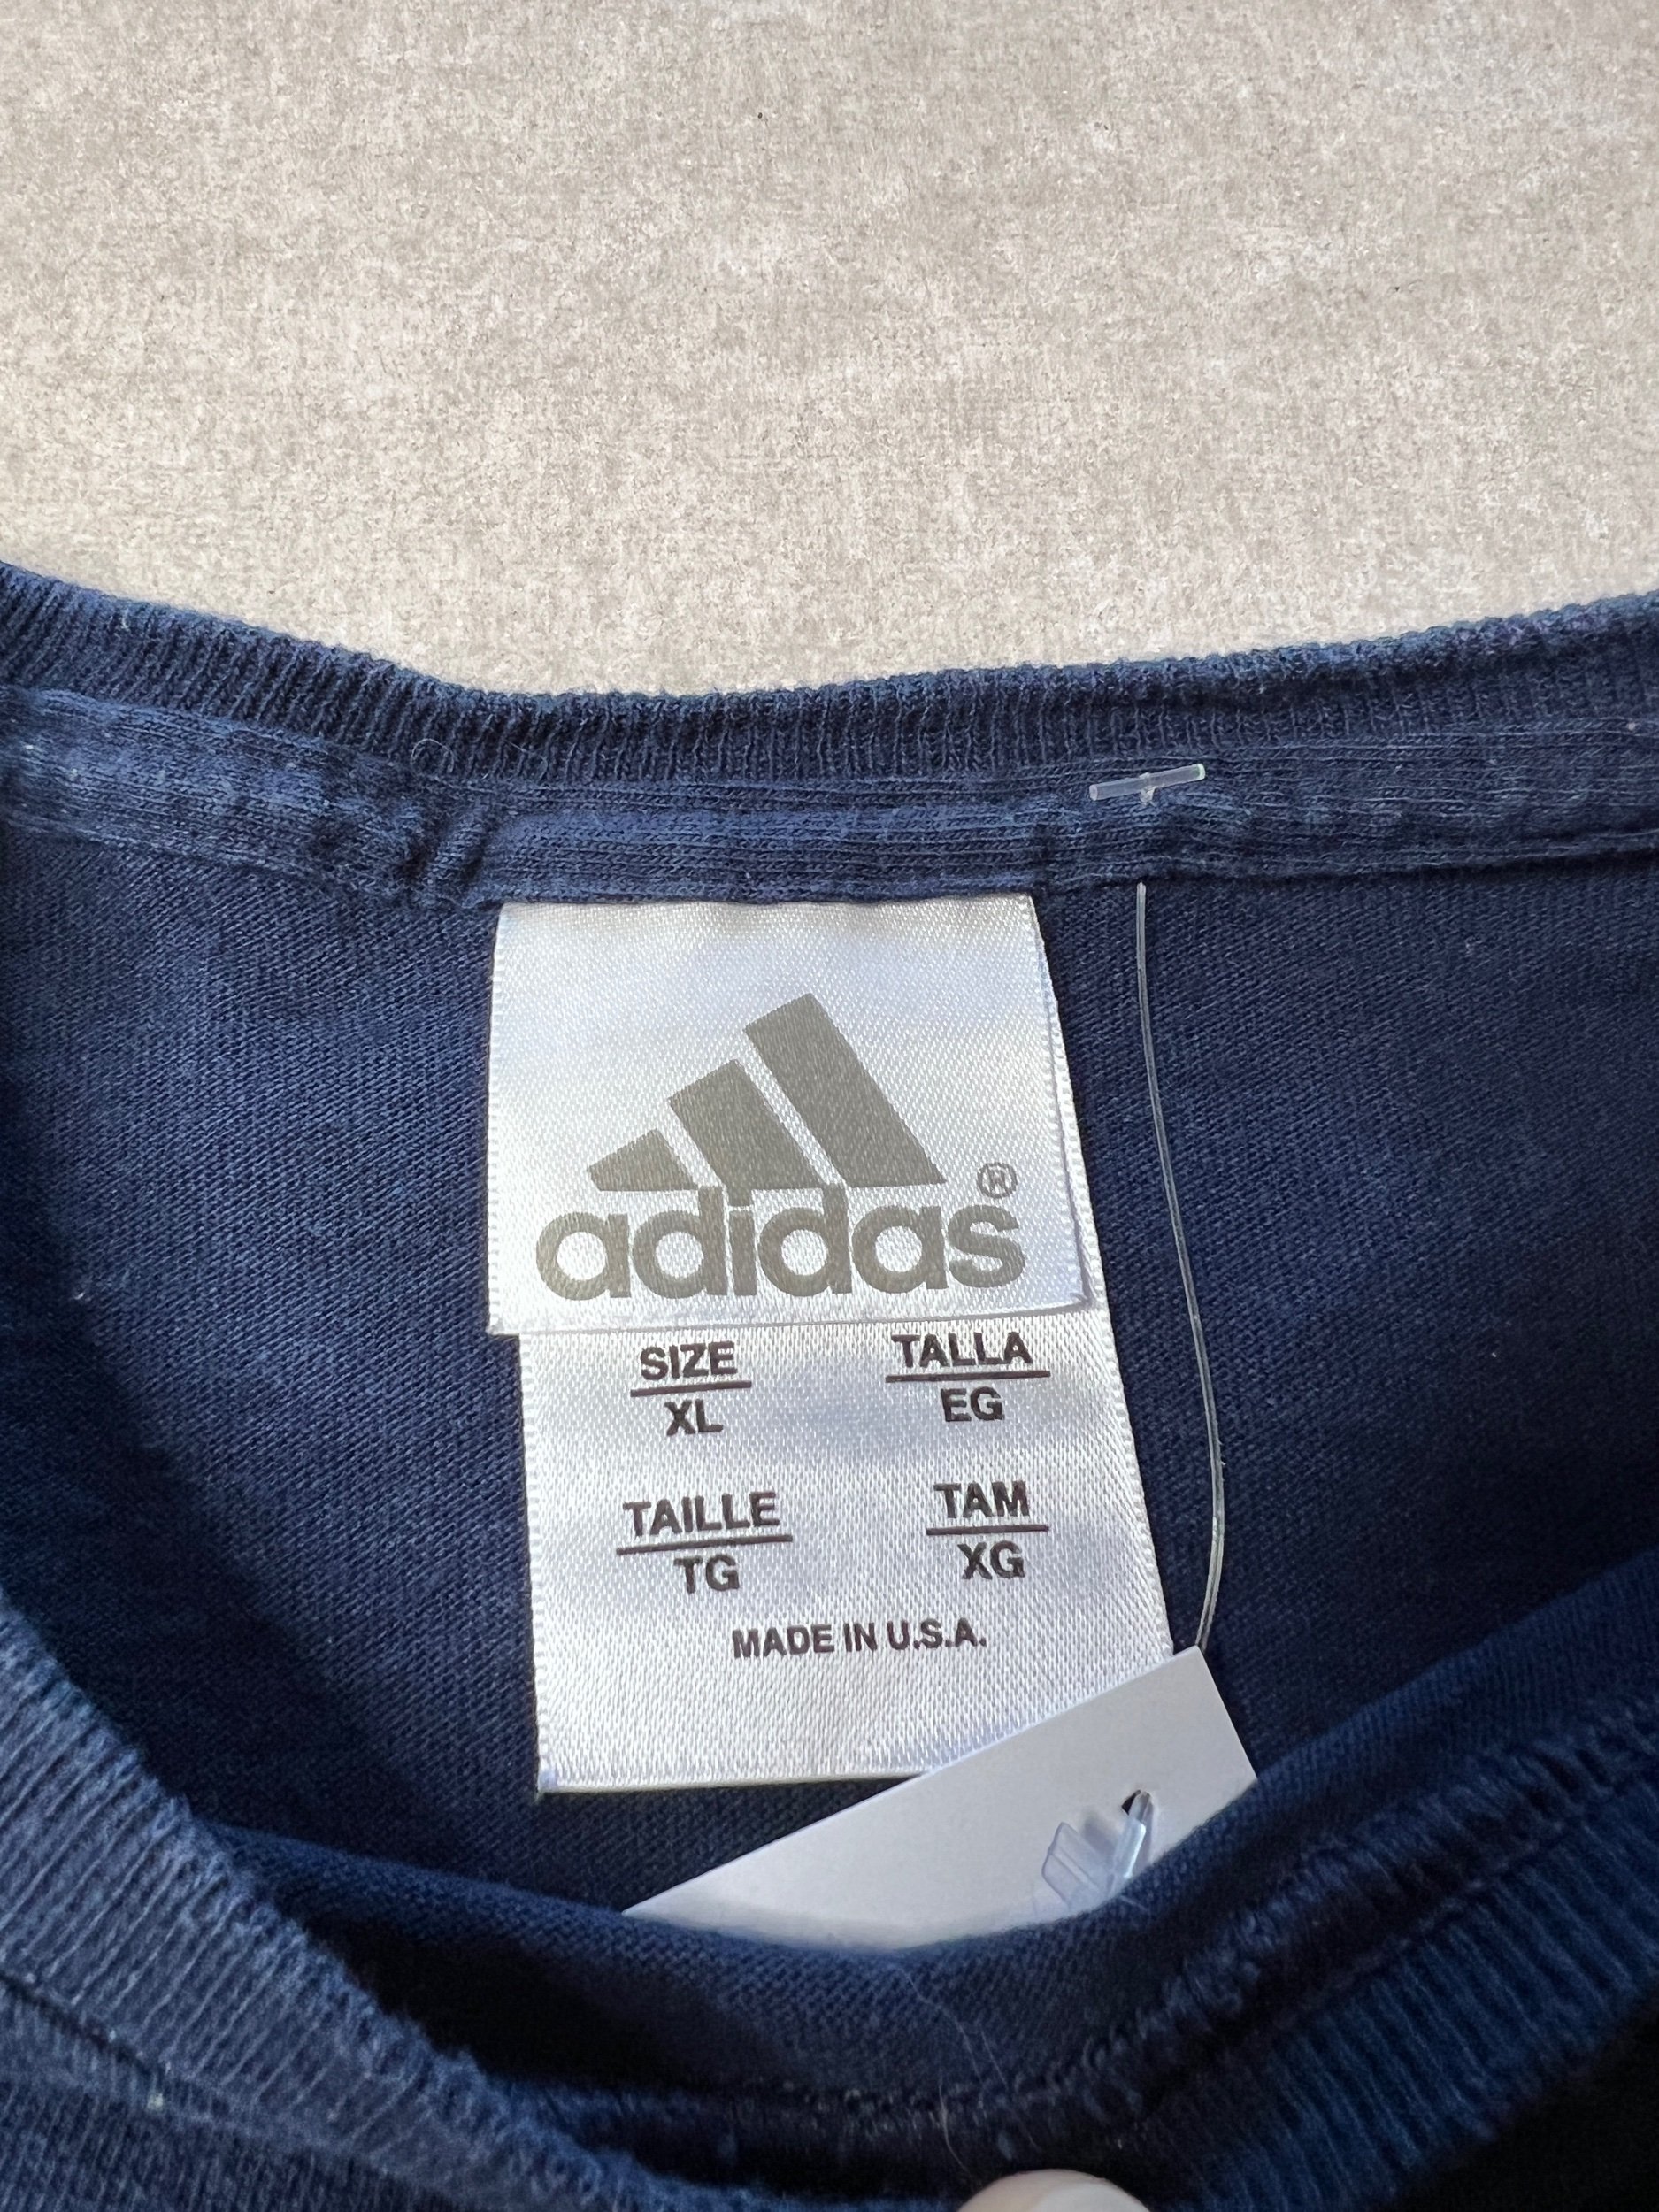 adidas®
SIZE TALLA
XL EG
TAILLE TAM
TG XG
MADE IN U.S.A.